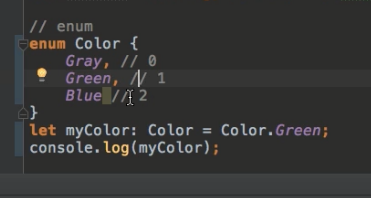 // enum
enum Color {
Gray, // 0
Green, // 1
Blue // 2
}
let myColor: Color = Color.Green;
console.log(myColor);